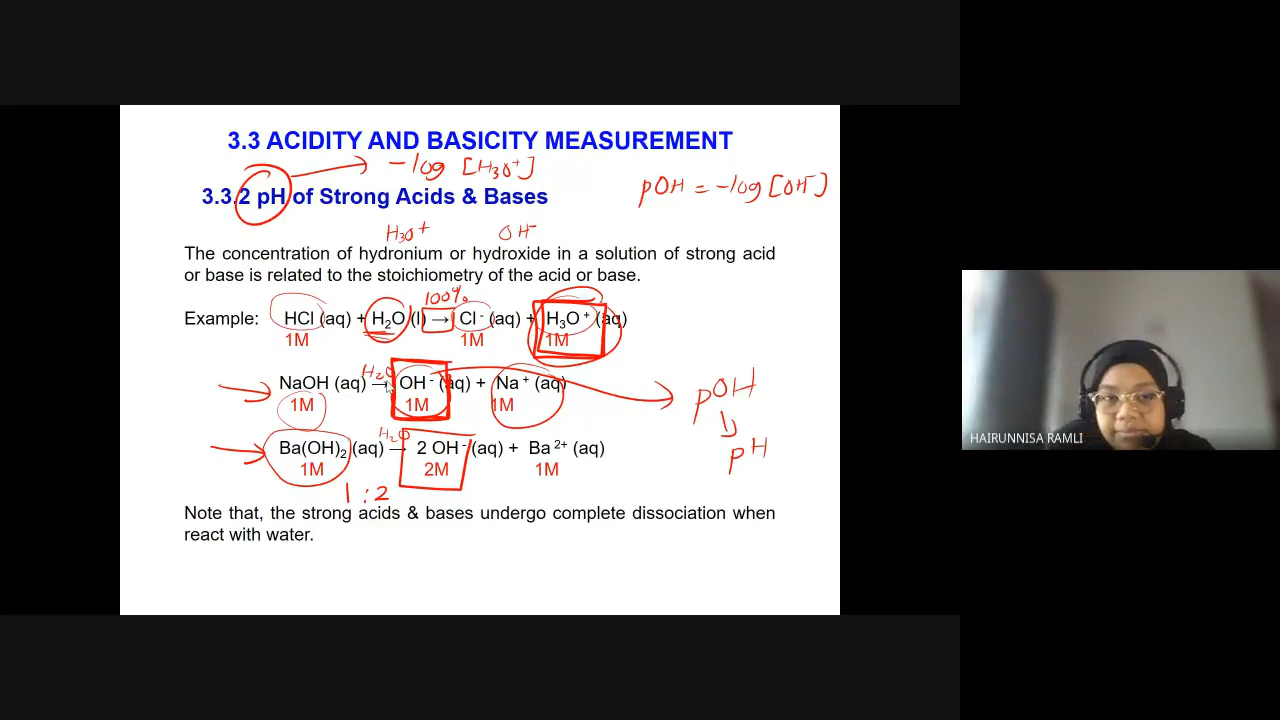 3.3 ACIDITY AND BASICITY MEASUREMENT
-log [H3O+]
3.3.2 pH of Strong Acids & Bases
pOH = -log [OH-]
H3O+ OH-
The concentration of hydronium or hydroxide in a solution of strong acid
or base is related to the stoichiometry of the acid or base.
100%
Example: HCl (aq) + H2O (l) → Cl - (aq) + H3O + (aq)
1M 1M 1M
H2O
NaOH (aq) → OH - (aq) + Na + (aq)
1M 1M 1M
pOH
pH
H2O
Ba(OH)2 (aq) → 2 OH - (aq) + Ba 2+ (aq)
1M 2M 1M
1 : 2
Note that, the strong acids & bases undergo complete dissociation when
react with water.
HAIRUNNISA RAMLI